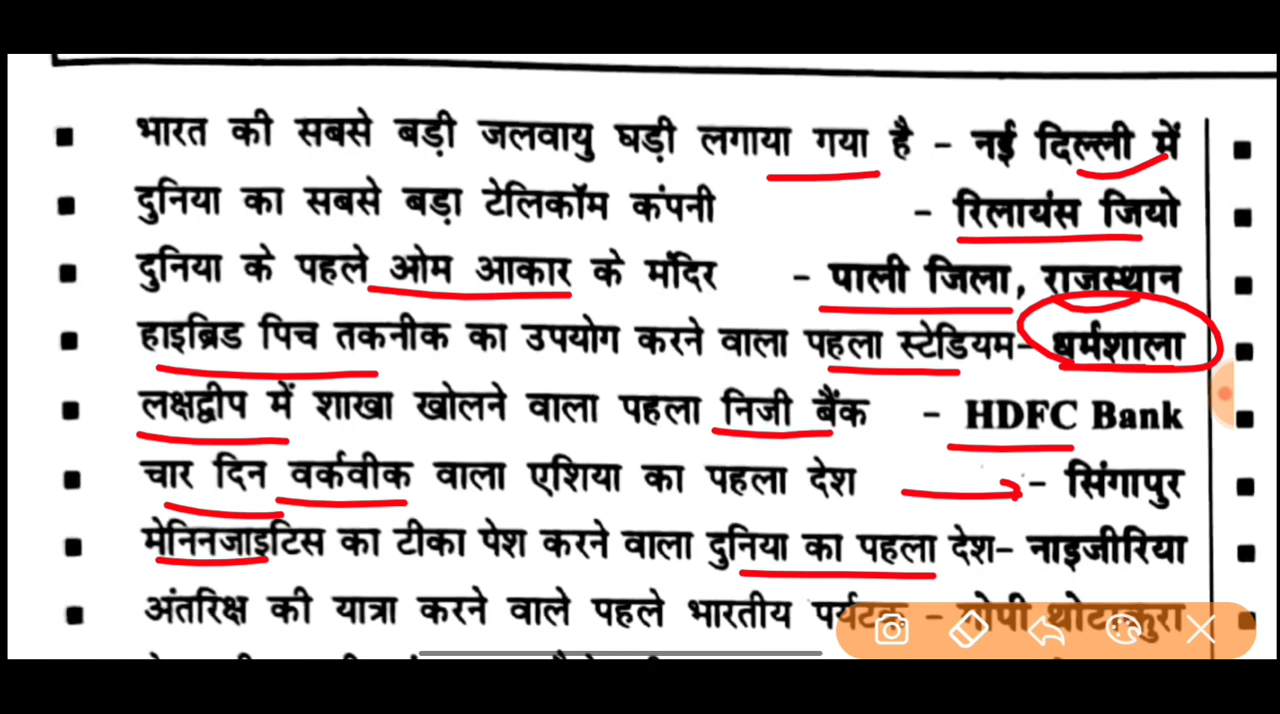 भारत की सबसे बड़ी जलवायु घड़ी लगाया गया है - नई दिल्ली में
दुनिया का सबसे बड़ा टेलिकॉम कंपनी - रिलायंस जियो
दुनिया के पहले ओम आकार के मंदिर - पाली जिला, राजस्थान
हाइब्रिड पिच तकनीक का उपयोग करने वाला पहला स्टेडियम- धर्मशाला
लक्षद्वीप में शाखा खोलने वाला पहला निजी बैंक - HDFC Bank
चार दिन वर्कवीक वाला एशिया का पहला देश - सिंगापुर
मेनिनजाइटिस का टीका पेश करने वाला दुनिया का पहला देश- नाइजीरिया
अंतरिक्ष की यात्रा करने वाले पहले भारतीय पर्यटक - गोपी थोटाकुरा